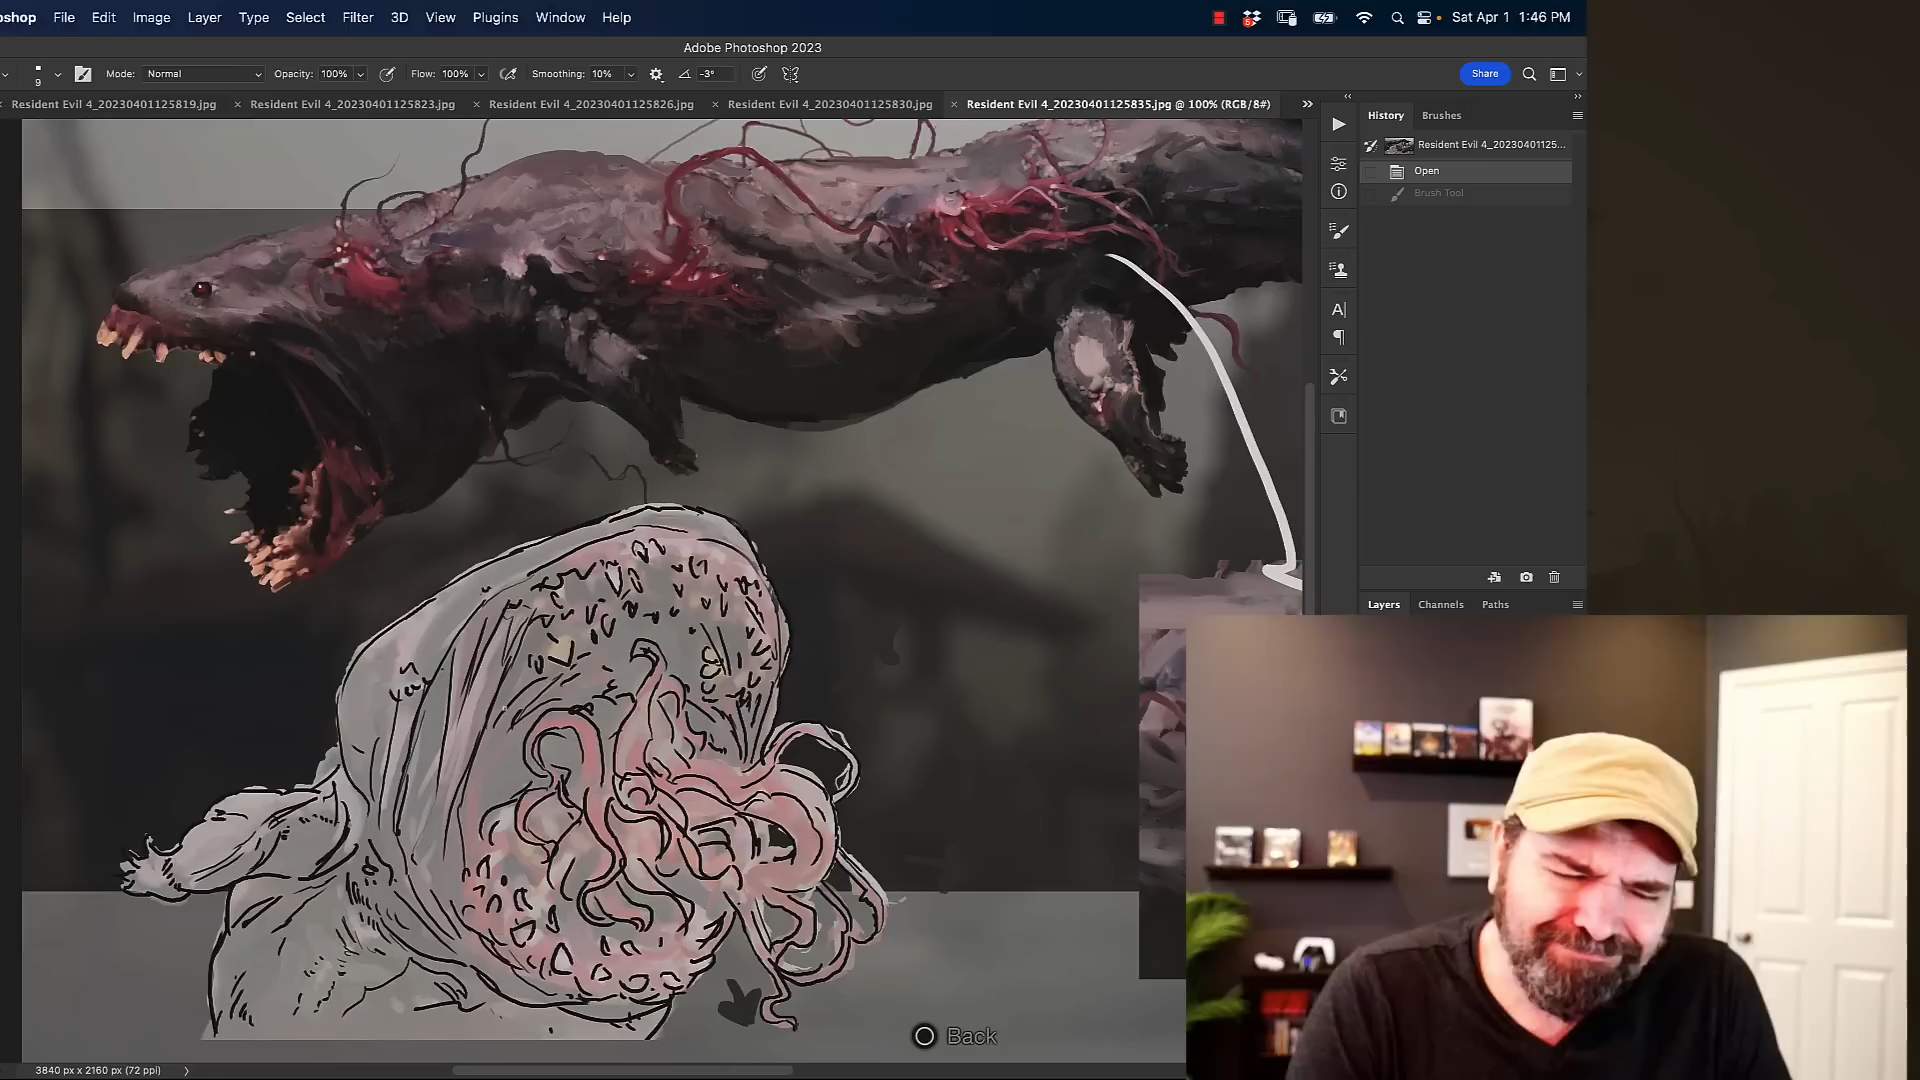 oshop File Edit Image Layer Type Select Filter 3D View Plugins Window Help Sat Apr 1 1:46 PM
Adobe Photoshop 2023
9 Mode: Normal Opacity: 100% Flow: 100% Smoothing: 10% -3° Share
Resident Evil 4_20230401125819.jpg × Resident Evil 4_20230401125823.jpg × Resident Evil 4_20230401125826.jpg × Resident Evil 4_20230401125830.jpg × Resident Evil 4_20230401125835.jpg @ 100% (RGB/8#)
History Brushes
Resident Evil 4_20230401125...
Open
Brush Tool
Layers Channels Paths
Back
3840 px x 2160 px (72 ppi)